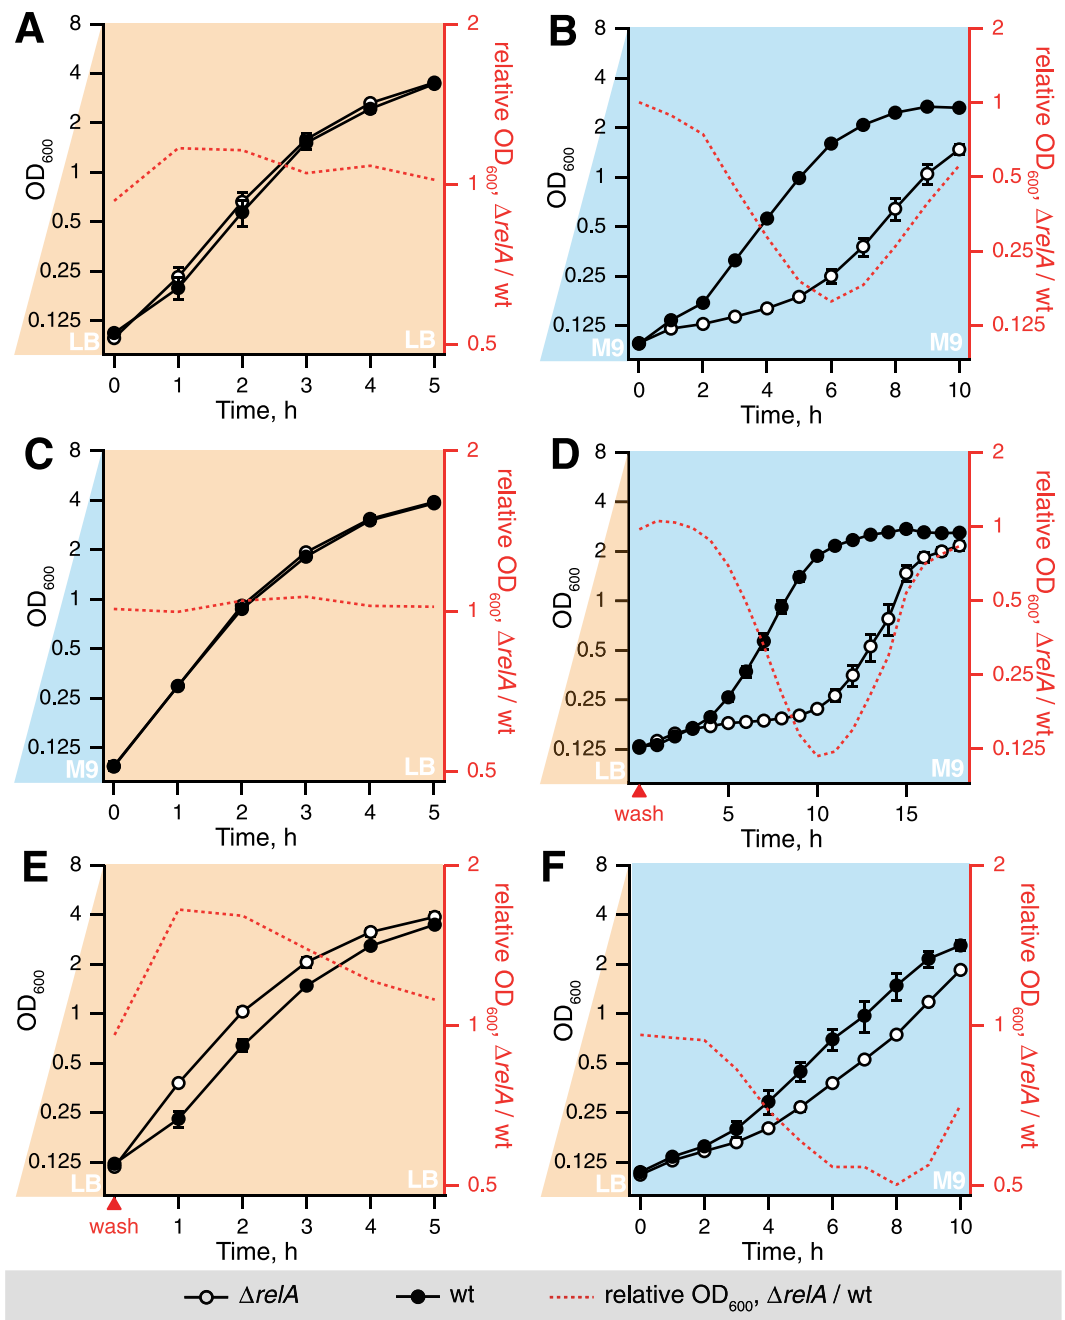 A
8
4
2
1
0.5
0.25
0.125
OD600
2
1
0.5
relative OD600, ΔrelA / wt
LB
LB
0 1 2 3 4 5
Time, h
B
8
4
2
1
0.5
0.25
0.125
OD600
2
1
0.5
0.25
0.125
relative OD600, ΔrelA / wt
M9
M9
0 2 4 6 8 10
Time, h
C
8
4
2
1
0.5
0.25
0.125
OD600
2
1
0.5
relative OD600, ΔrelA / wt
M9
LB
0 1 2 3 4 5
Time, h
D
8
4
2
1
0.5
0.25
0.125
OD600
2
1
0.5
0.25
0.125
relative OD600, ΔrelA / wt
LB
M9
wash
5 10 15
Time, h
E
8
4
2
1
0.5
0.25
0.125
OD600
2
1
0.5
relative OD600, ΔrelA / wt
LB
LB
wash
1 2 3 4 5
Time, h
F
8
4
2
1
0.5
0.25
0.125
OD600
2
1
0.5
relative OD600, ΔrelA / wt
LB
M9
0 2 4 6 8 10
Time, h
ΔrelA wt relative OD600, ΔrelA / wt